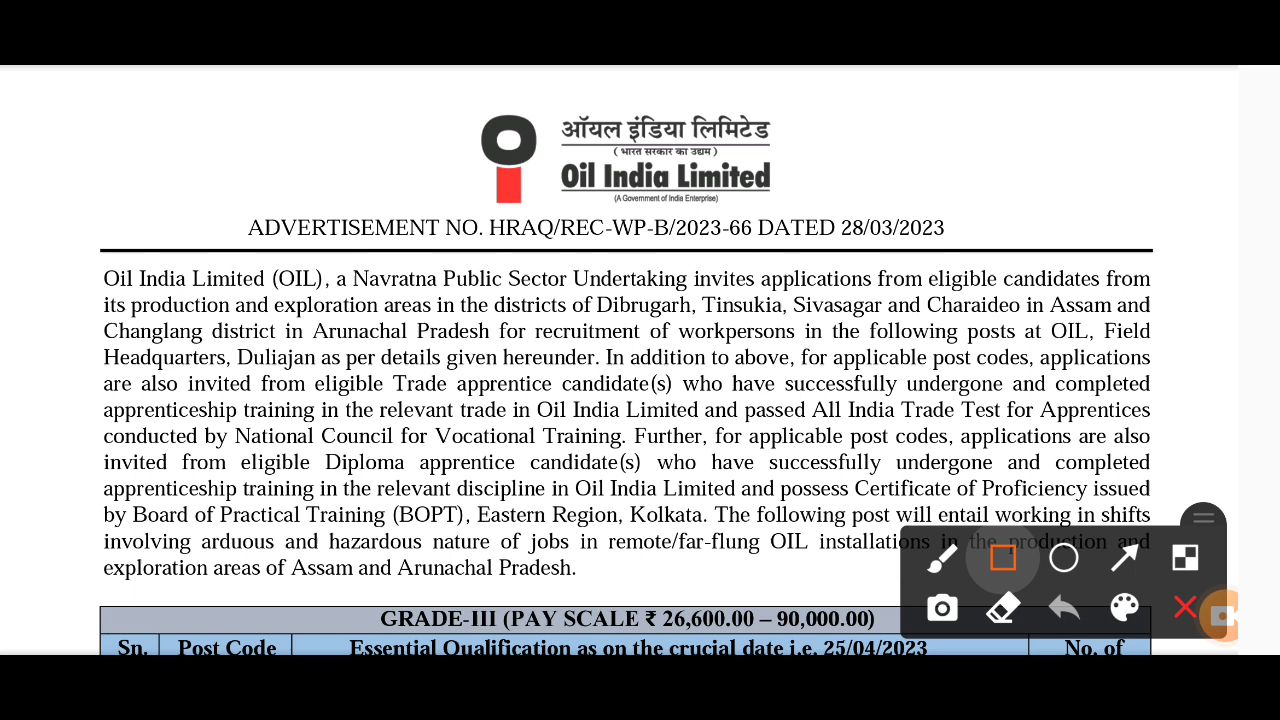 ऑयल इंडिया लिमिटेड
( भारत सरकार का उद्यम )
Oil India Limited
(A Government of India Enterprise)
ADVERTISEMENT NO. HRAQ/REC-WP-B/2023-66 DATED 28/03/2023
Oil India Limited (OIL), a Navratna Public Sector Undertaking invites applications from eligible candidates from
its production and exploration areas in the districts of Dibrugarh, Tinsukia, Sivasagar and Charaideo in Assam and
Changlang district in Arunachal Pradesh for recruitment of workpersons in the following posts at OIL, Field
Headquarters, Duliajan as per details given hereunder. In addition to above, for applicable post codes, applications
are also invited from eligible Trade apprentice candidate(s) who have successfully undergone and completed
apprenticeship training in the relevant trade in Oil India Limited and passed All India Trade Test for Apprentices
conducted by National Council for Vocational Training. Further, for applicable post codes, applications are also
invited from eligible Diploma apprentice candidate(s) who have successfully undergone and completed
apprenticeship training in the relevant discipline in Oil India Limited and possess Certificate of Proficiency issued
by Board of Practical Training (BOPT), Eastern Region, Kolkata. The following post will entail working in shifts
involving arduous and hazardous nature of jobs in remote/far-flung OIL installations in the production and
exploration areas of Assam and Arunachal Pradesh.
GRADE-III (PAY SCALE ₹ 26,600.00 – 90,000.00)
Sn. Post Code Essential Qualification as on the crucial date i.e. 25/04/2023 No. of